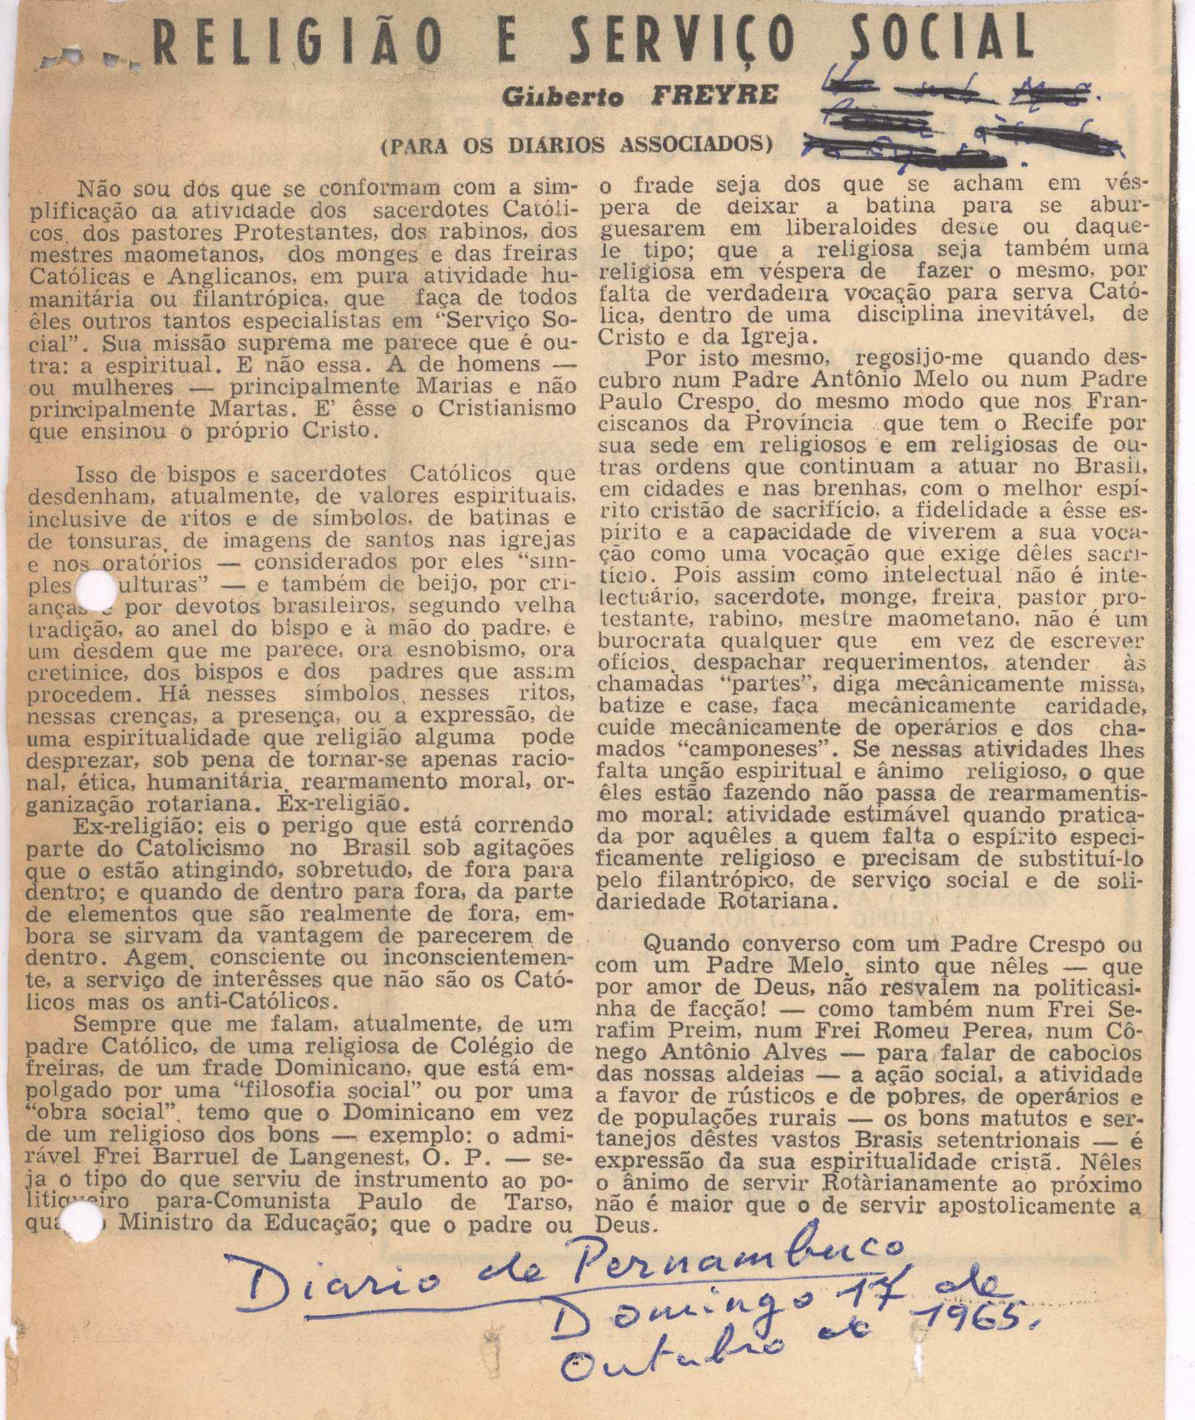 RELIGIÃO E SERVIÇO SOCIAL
Gilberto FREYRE
(PARA OS DIÁRIOS ASSOCIADOS)
Não sou dos que se conformam com a sim-
plificação da atividade dos sacerdotes Católi-
cos, dos pastores Protestantes, dos rabinos, dos
mestres maometanos, dos monges e das freiras
Católicas e Anglicanos, em pura atividade hu-
manitária ou filantrópica, que faça de todos
êles outros tantos especialistas em "Serviço So-
cial". Sua missão suprema me parece que é ou-
tra: a espiritual. E não essa. A de homens —
ou mulheres — principalmente Marias e não
principalmente Martas. E' êsse o Cristianismo
que ensinou o próprio Cristo.
Isso de bispos e sacerdotes Católicos que
desdenham, atualmente, de valores espirituais,
inclusive de ritos e de símbolos, de batinas e
de tonsuras, de imagens de santos nas igrejas
e nos oratórios — considerados por eles "sim-
ples ulturas" — e também de beijo, por cri-
anças e por devotos brasileiros, segundo velha
tradição, ao anel do bispo e à mão do padre, é
um desdem que me parece, ora esnobismo, ora
cretinice, dos bispos e dos padres que assim
procedem. Há nesses símbolos, nesses ritos,
nessas crenças, a presença, ou a expressão, de
uma espiritualidade que religião alguma pode
desprezar, sob pena de tornar-se apenas racio-
nal, ética, humanitária, rearmamento moral, or-
ganização rotariana. Ex-religião.
Ex-religião: eis o perigo que está correndo
parte do Catolicismo no Brasil sob agitações
que o estão atingindo, sobretudo, de fora para
dentro; e quando de dentro para fora, da parte
de elementos que são realmente de fora, em-
bora se sirvam da vantagem de parecerem de
dentro. Agem, consciente ou inconscientemen-
te, a serviço de interêsses que não são os Cató-
licos mas os anti-Católicos.
Sempre que me falam, atualmente, de um
padre Católico, de uma religiosa de Colégio de
freiras, de um frade Dominicano, que está em-
polgado por uma "filosofia social" ou por uma
"obra social", temo que o Dominicano em vez
de um religioso dos bons — exemplo: o admi-
rável Frei Barruel de Langenest, O. P. — se-
ja o tipo do que serviu de instrumento ao po-
litiqueiro para-Comunista Paulo de Tarso,
qua Ministro da Educação; que o padre ou
o frade seja dos que se acham em vés-
pera de deixar a batina para se abur-
guesarem em liberaloides deste ou daque-
le tipo; que a religiosa seja também uma
religiosa em véspera de fazer o mesmo, por
falta de verdadeira vocação para serva Cató-
lica, dentro de uma disciplina inevitável, de
Cristo e da Igreja.
Por isto mesmo, regosijo-me quando des-
cubro num Padre Antônio Melo ou num Padre
Paulo Crespo, do mesmo modo que nos Fran-
ciscanos da Província que tem o Recife por
sua sede em religiosos e em religiosas de ou-
tras ordens que continuam a atuar no Brasil,
em cidades e nas brenhas, com o melhor espí-
rito cristão de sacrifício, a fidelidade a êsse es-
pírito e a capacidade de viverem a sua voca-
ção como uma vocação que exige dêles sacri-
fício. Pois assim como intelectual não é inte-
lectuário, sacerdote, monge, freira, pastor pro-
testante, rabino, mestre maometano, não é um
burocrata qualquer que em vez de escrever
ofícios, despachar requerimentos, atender às
chamadas "partes", diga mecânicamente missa,
batize e case, faça mecânicamente caridade,
cuide mecânicamente de operários e dos cha-
mados "camponeses". Se nessas atividades lhes
falta unção espiritual e ânimo religioso, o que
êles estão fazendo não passa de rearmamentis-
mo moral: atividade estimável quando pratica-
da por aquêles a quem falta o espírito especi-
ficamente religioso e precisam de substituí-lo
pelo filantrópico, de serviço social e de soli-
dariedade Rotariana.
Quando converso com um Padre Crespo ou
com um Padre Melo, sinto que nêles — que
por amor de Deus, não resvalem na politicasi-
nha de facção! — como também num Frei Se-
rafim Preim, num Frei Romeu Perea, num Cô-
nego Antônio Alves — para falar de caboclos
das nossas aldeias — a ação social, a atividade
a favor de rústicos e de pobres, de operários e
de populações rurais — os bons matutos e ser-
tanejos dêstes vastos Brasis setentrionais — é
expressão da sua espiritualidade cristã. Nêles
o ânimo de servir Rotàrianamente ao próximo
não é maior que o de servir apostolicamente a
Deus.
Diario de Pernambuco
Domingo 17 de
Outubro de 1965.